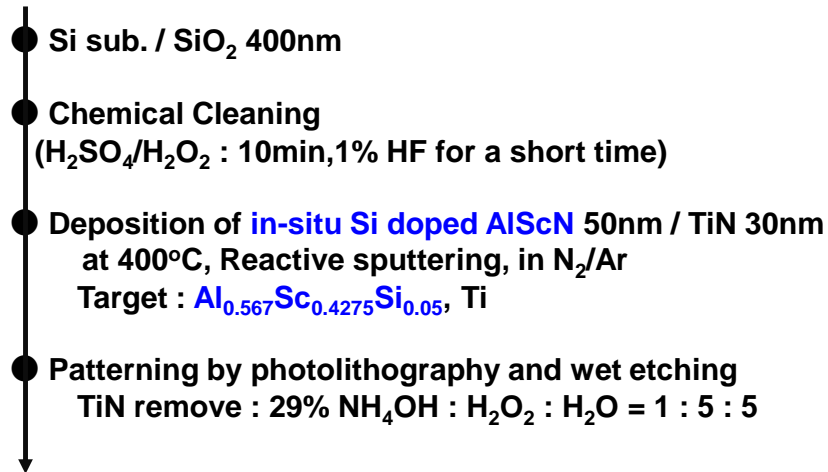 Si sub. / SiO₂ 400nm
Chemical Cleaning
(H₂SO₄/H₂O₂ : 10min,1% HF for a short time)
Deposition of in-situ Si doped AlScN 50nm / TiN 30nm
at 400°C, Reactive sputtering, in N₂/Ar
Target : Al₀.₅₆₇Sc₀.₄₂₇₅Si₀.₀₅, Ti
Patterning by photolithography and wet etching
TiN remove : 29% NH₄OH : H₂O₂ : H₂O = 1 : 5 : 5